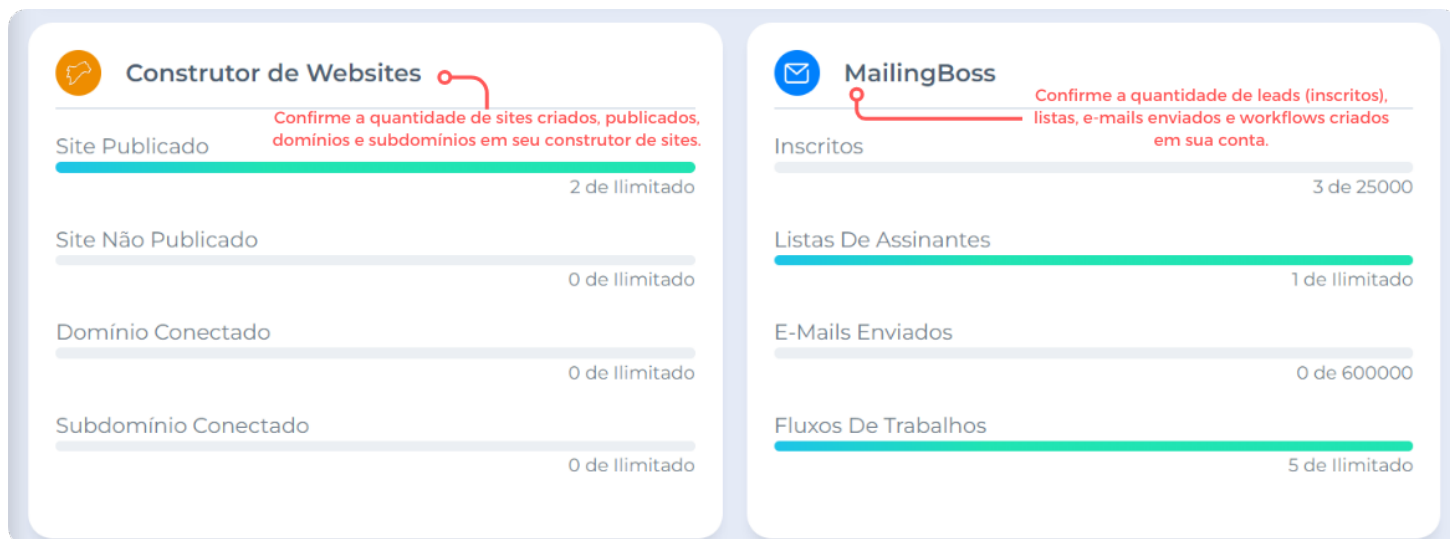 Construtor de Websites
Confirme a quantidade de sites criados, publicados,
domínios e subdomínios em seu construtor de sites.
Site Publicado
2 de Ilimitado
Site Não Publicado
0 de Ilimitado
Domínio Conectado
0 de Ilimitado
Subdomínio Conectado
0 de Ilimitado
MailingBoss
Confirme a quantidade de leads (inscritos),
listas, e-mails enviados e workflows criados
em sua conta.
Inscritos
3 de 25000
Listas De Assinantes
1 de Ilimitado
E-Mails Enviados
0 de 600000
Fluxos De Trabalhos
5 de Ilimitado